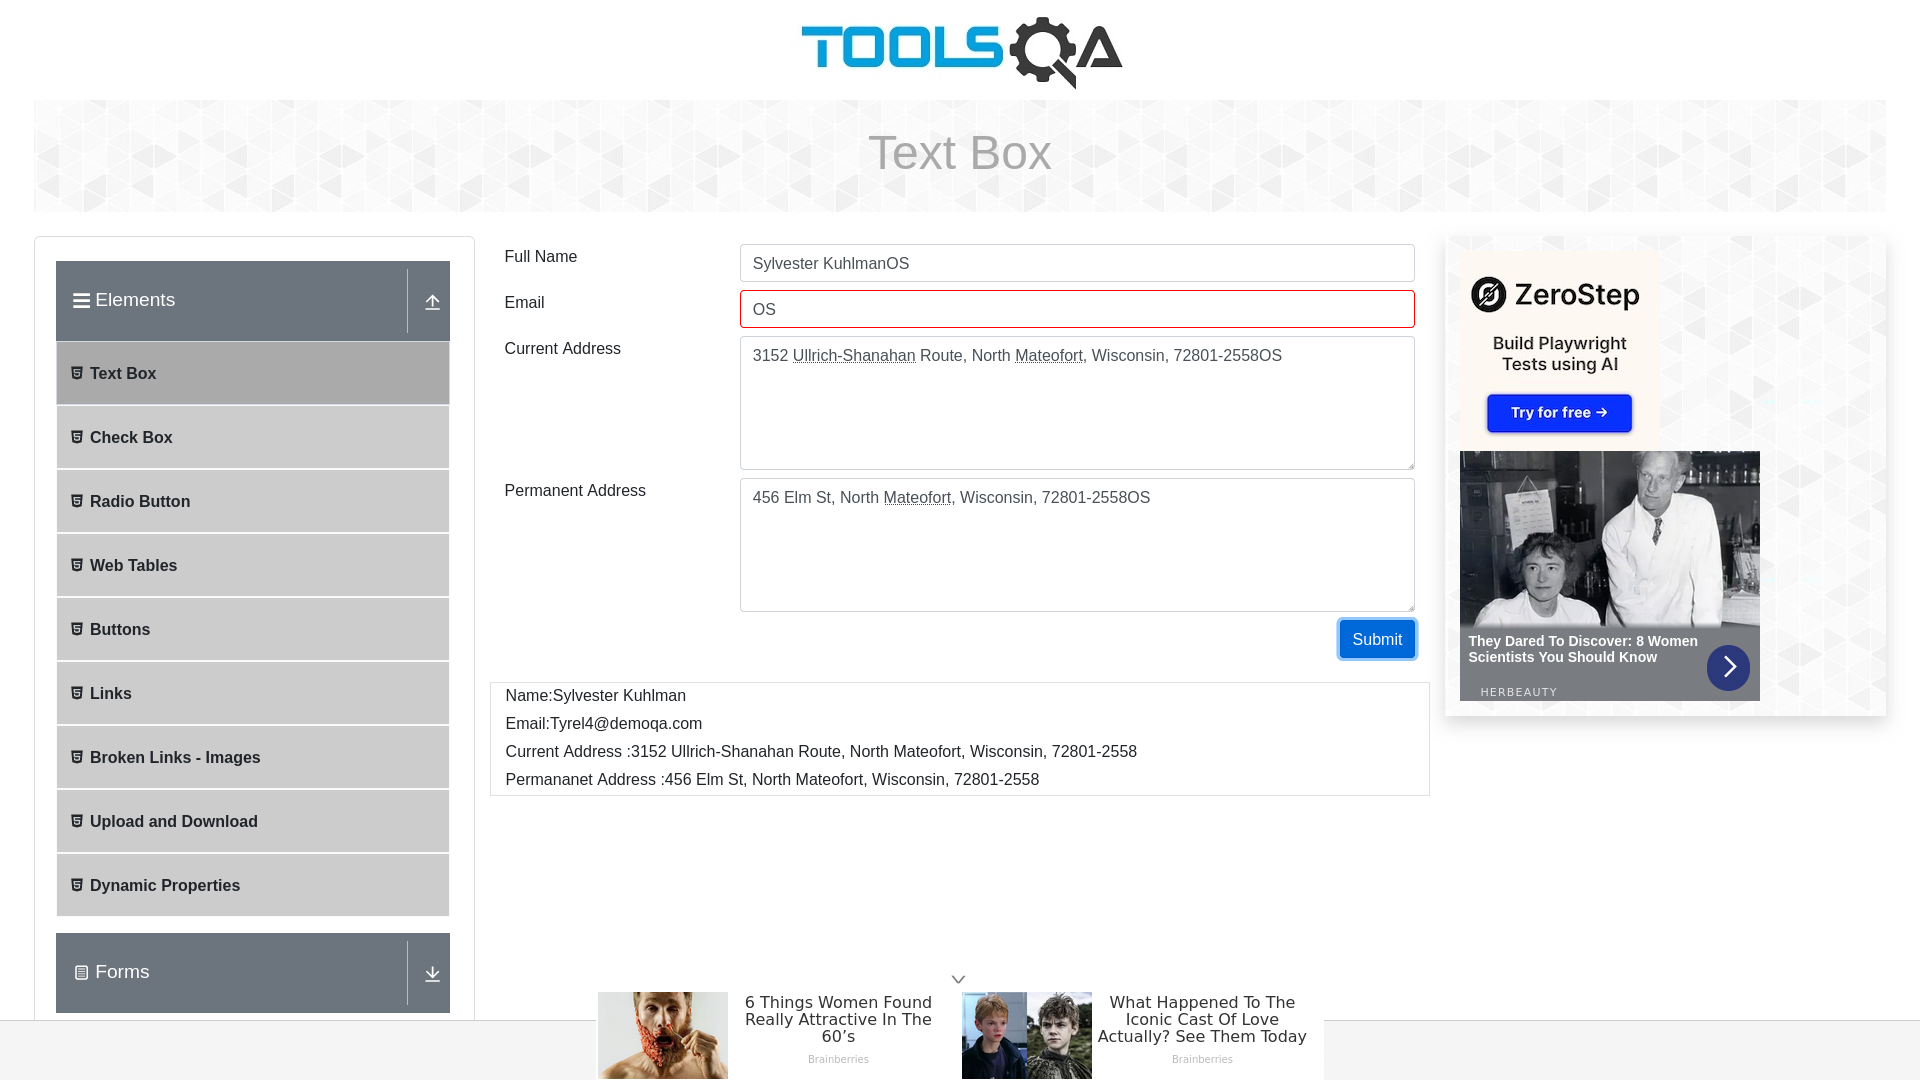 TOOLSQA
Text Box
Elements
Text Box
Check Box
Radio Button
Web Tables
Buttons
Links
Broken Links - Images
Upload and Download
Dynamic Properties
Forms
Full Name
Sylvester KuhlmanOS
Email
OS
Current Address
3152 Ullrich-Shanahan Route, North Mateofort, Wisconsin, 72801-2558OS
Permanent Address
456 Elm St, North Mateofort, Wisconsin, 72801-2558OS
Submit
Name:Sylvester Kuhlman
Email:Tyrel4@demoqa.com
Current Address :3152 Ullrich-Shanahan Route, North Mateofort, Wisconsin, 72801-2558
Permananet Address :456 Elm St, North Mateofort, Wisconsin, 72801-2558
ZeroStep
Build Playwright
Tests using AI
Try for free →
They Dared To Discover: 8 Women
Scientists You Should Know
HERBEAUTY
6 Things Women Found
Really Attractive In The
60’s
Brainberries
What Happened To The
Iconic Cast Of Love
Actually? See Them Today
Brainberries